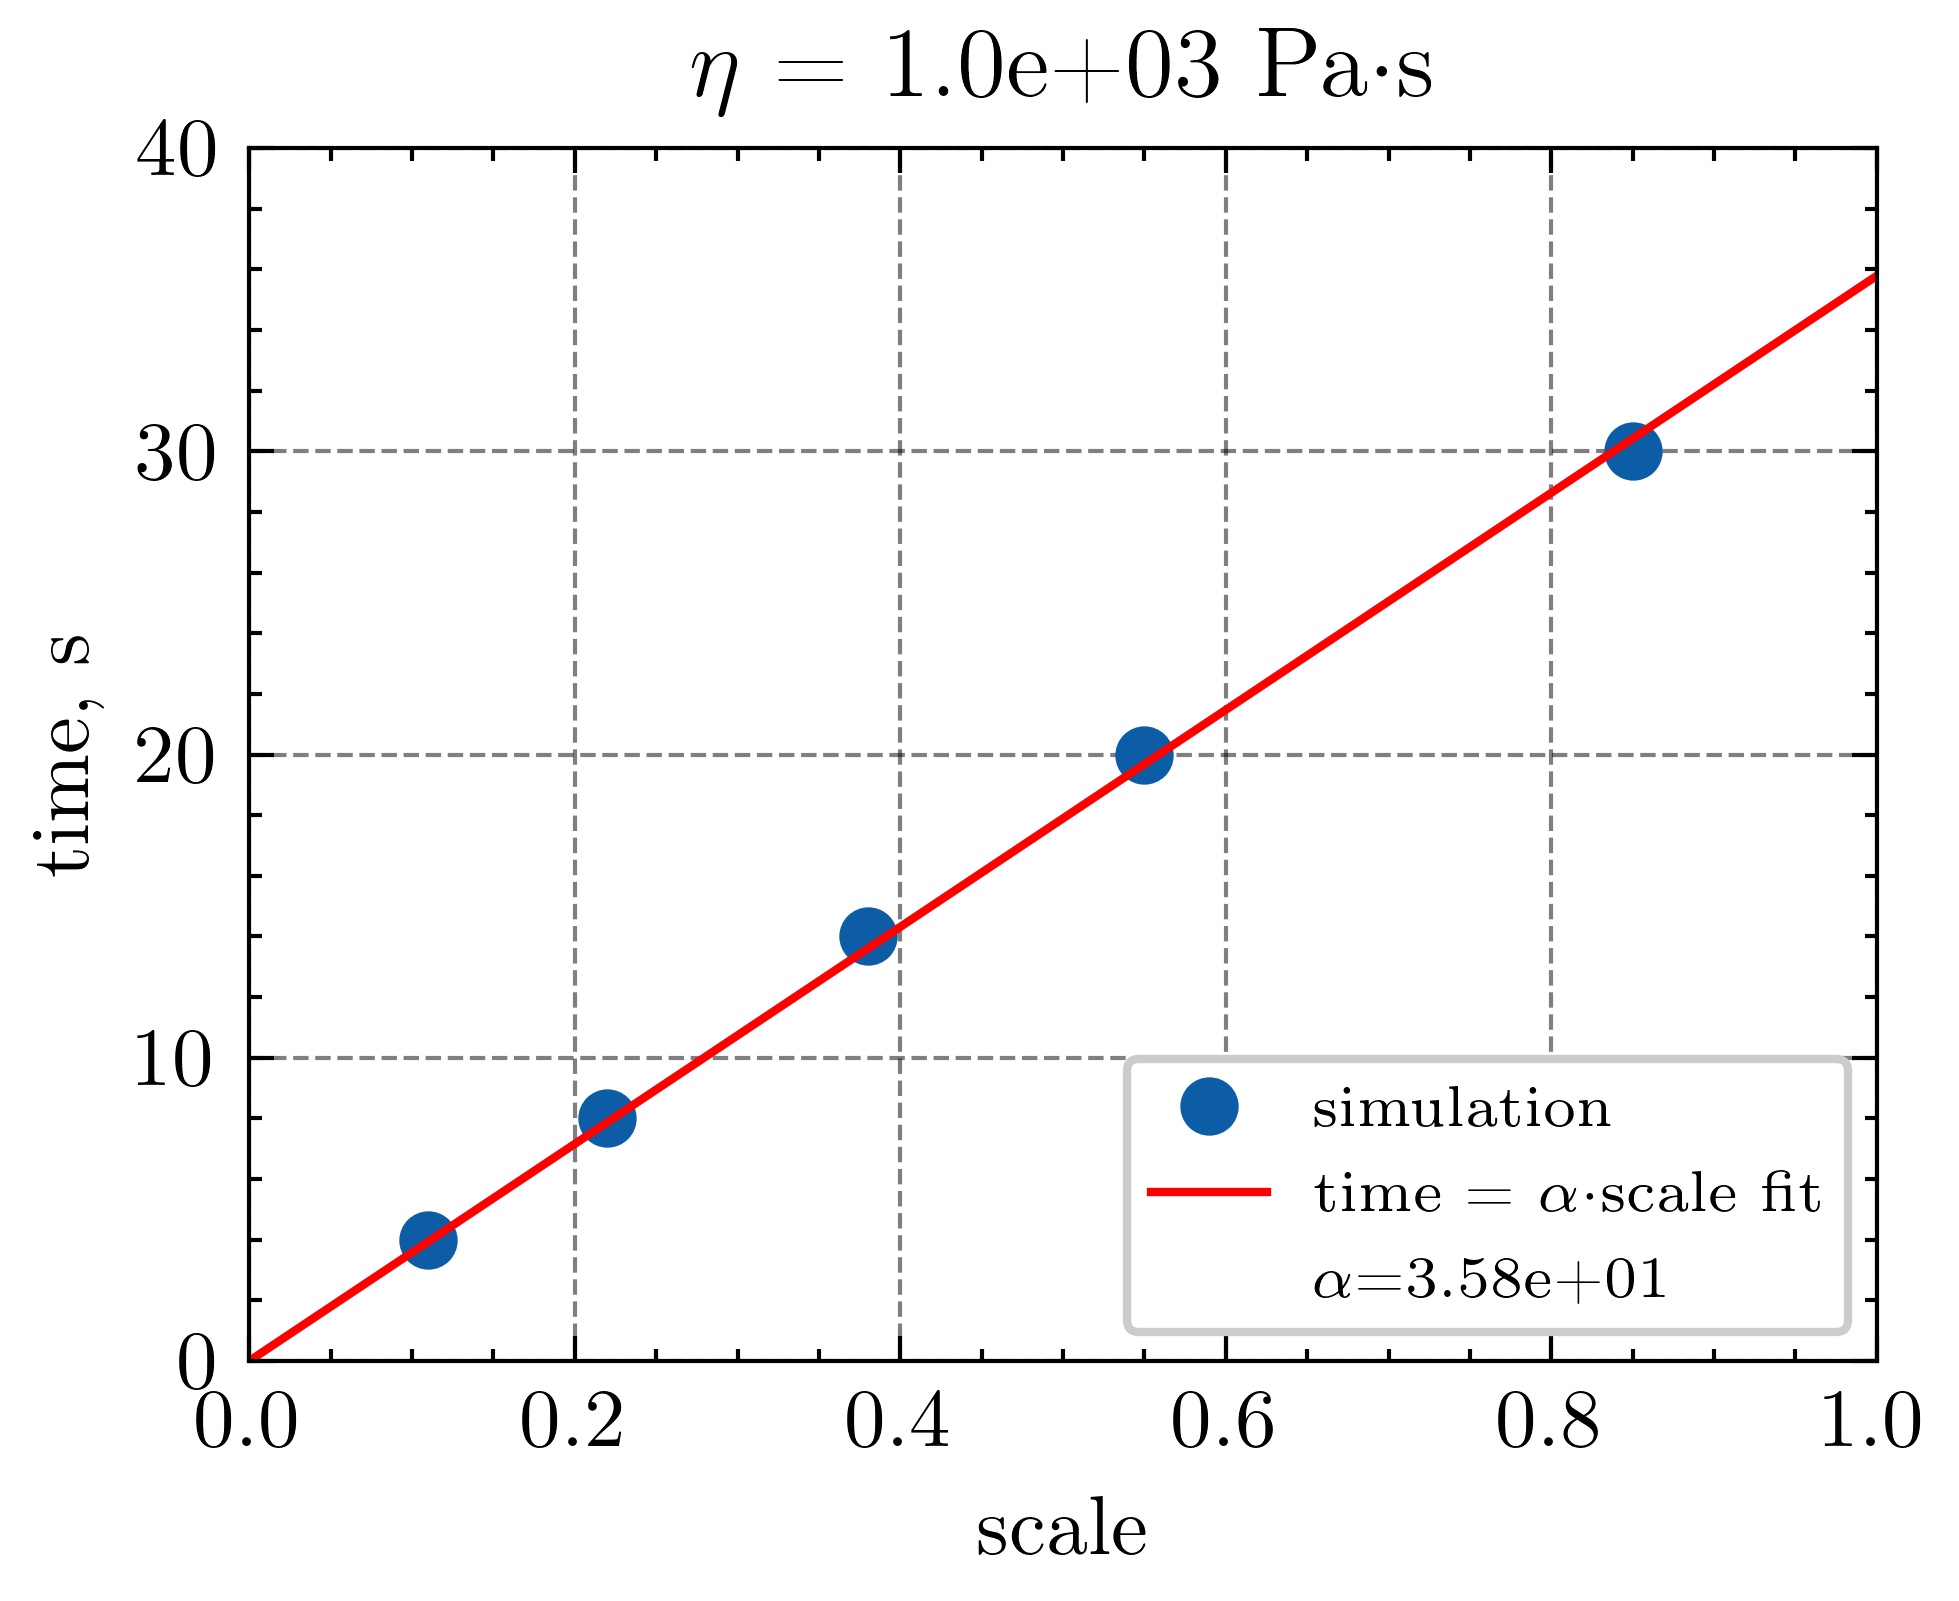 η = 1.0e+03 Pa·s
40
30
20
10
0
time, s
0.0 0.2 0.4 0.6 0.8 1.0
scale
simulation
time = α·scale fit
α=3.58e+01